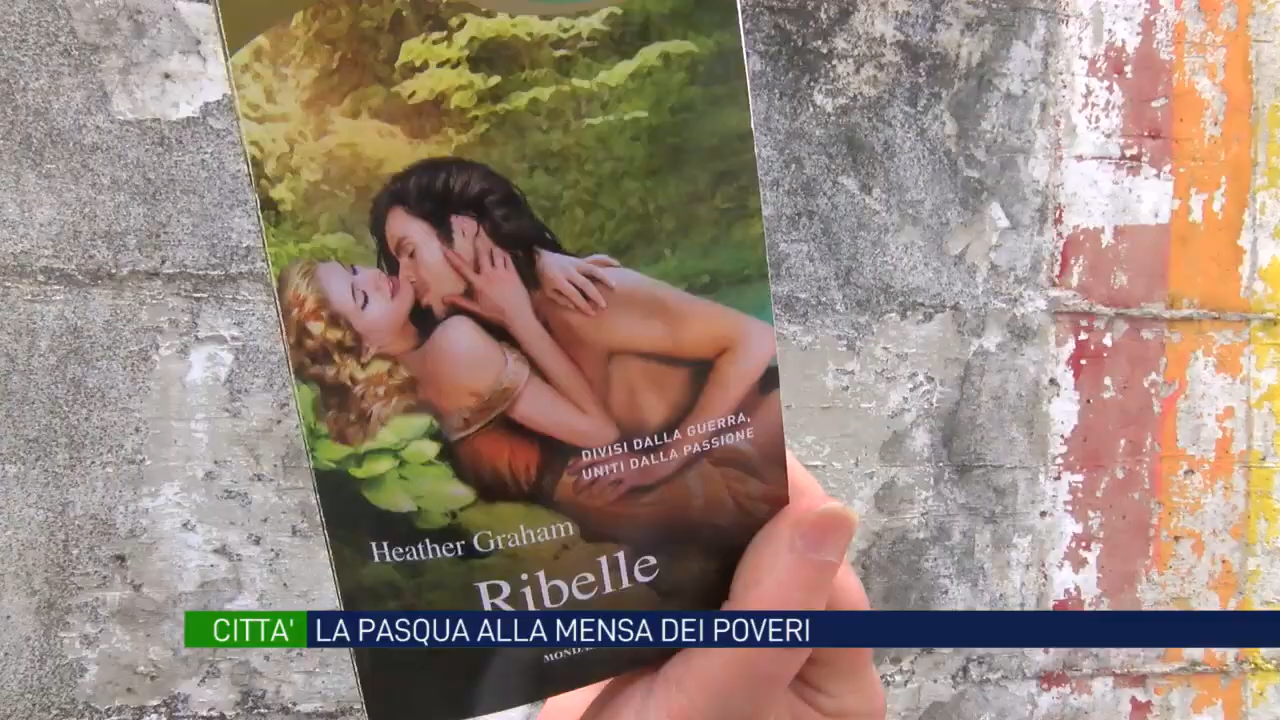 DIVISI DALLA GUERRA,
UNITI DALLA PASSIONE
Heather Graham
Ribelle
CITTA' LA PASQUA ALLA MENSA DEI POVERI